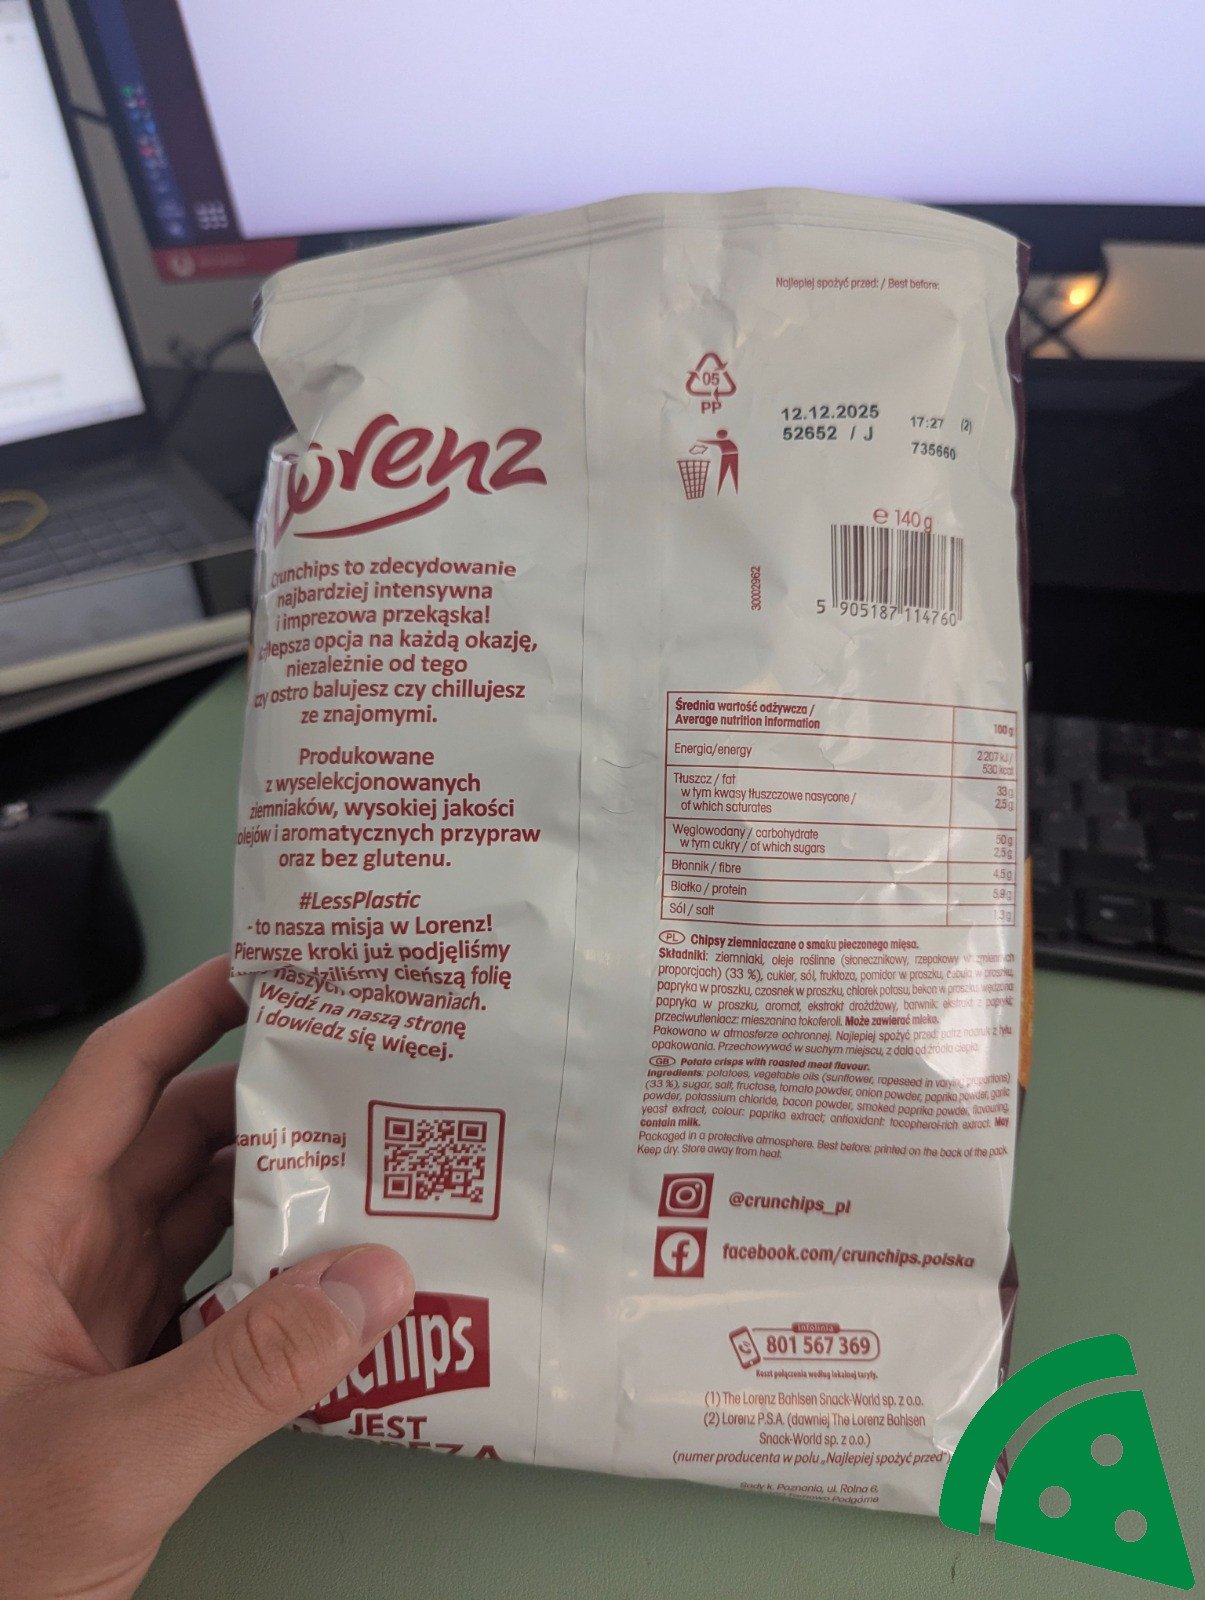 Lorenz
Crunchips to zdecydowanie
najbardziej intensywna
i imprezowa przekąska!
Najlepsza opcja na każdą okazję,
niezależnie od tego
czy ostro balujesz czy chillujesz
ze znajomymi.
Produkowane
z wyselekcjonowanych
ziemniaków, wysokiej jakości
olejów i aromatycznych przypraw
oraz bez glutenu.
#LessPlastic
- to nasza misja w Lorenz!
Pierwsze kroki już podjęliśmy
naszych cieńszą folię
opakowaniach.
Wejdź na naszą stronę
i dowiedz się więcej.
Skanuj i poznaj
Crunchips!
Crunchips
JEST
Najlepiej spożyć przed: / Best before:
05
PP
12.12.2025 17:27 (2)
52652 / J 735660
e 140 g
30002962
5 905187 114760
Średnia wartość odżywcza /
Average nutrition information 100 g
Energia/energy 2 207 kJ /
530 kcal
Tłuszcz / fat 33 g
w tym kwasy tłuszczowe nasycone / 2,5 g
of which saturates
Węglowodany / carbohydrate 50 g
w tym cukry / of which sugars 2,5 g
Błonnik / fibre 4,5 g
Białko / protein 5,9 g
Sól / salt 1,3 g
PL Chipsy ziemniaczane o smaku pieczonego mięsa.
Składniki: ziemniaki, oleje roślinne (słonecznikowy, rzepakowy w zmiennych
proporcjach) (33 %), cukier, sól, fruktoza, pomidor w proszku, cebula w proszku,
papryka w proszku, czosnek w proszku, chlorek potasu, bekon w proszku, wędzona
papryka w proszku, aromat, ekstrakt drożdżowy, barwnik: ekstrakt z papryki;
przeciwutleniacz: mieszanina tokoferoli. Może zawierać mleko.
Pakowano w atmosferze ochronnej. Najlepiej spożyć przed: patrz nadruk z tyłu
opakowania. Przechowywać w suchym miejscu, z dala od źródła ciepła.
GB Potato crisps with roasted meat flavour.
Ingredients: potatoes, vegetable oils (sunflower, rapeseed in varying proportions)
(33 %), sugar, salt, fructose, tomato powder, onion powder, paprika powder, garlic
powder, potassium chloride, bacon powder, smoked paprika powder, flavouring,
yeast extract, colour: paprika extract; antioxidant: tocopherol-rich extract. May
contain milk.
Packaged in a protective atmosphere. Best before: printed on the back of the pack.
Keep dry. Store away from heat.
@crunchips_pl
facebook.com/crunchips.polska
infolinia
801 567 369
Koszt połączenia według lokalnej taryfy.
(1) The Lorenz Bahlsen Snack-World sp. z o.o.
(2) Lorenz P.S.A. (dawniej The Lorenz Bahlsen
Snack-World sp. z o.o.)
(numer producenta w polu „Najlepiej spożyć przed")
Sady k. Poznania, ul. Rolna 6,
Tarnowo Podgórne